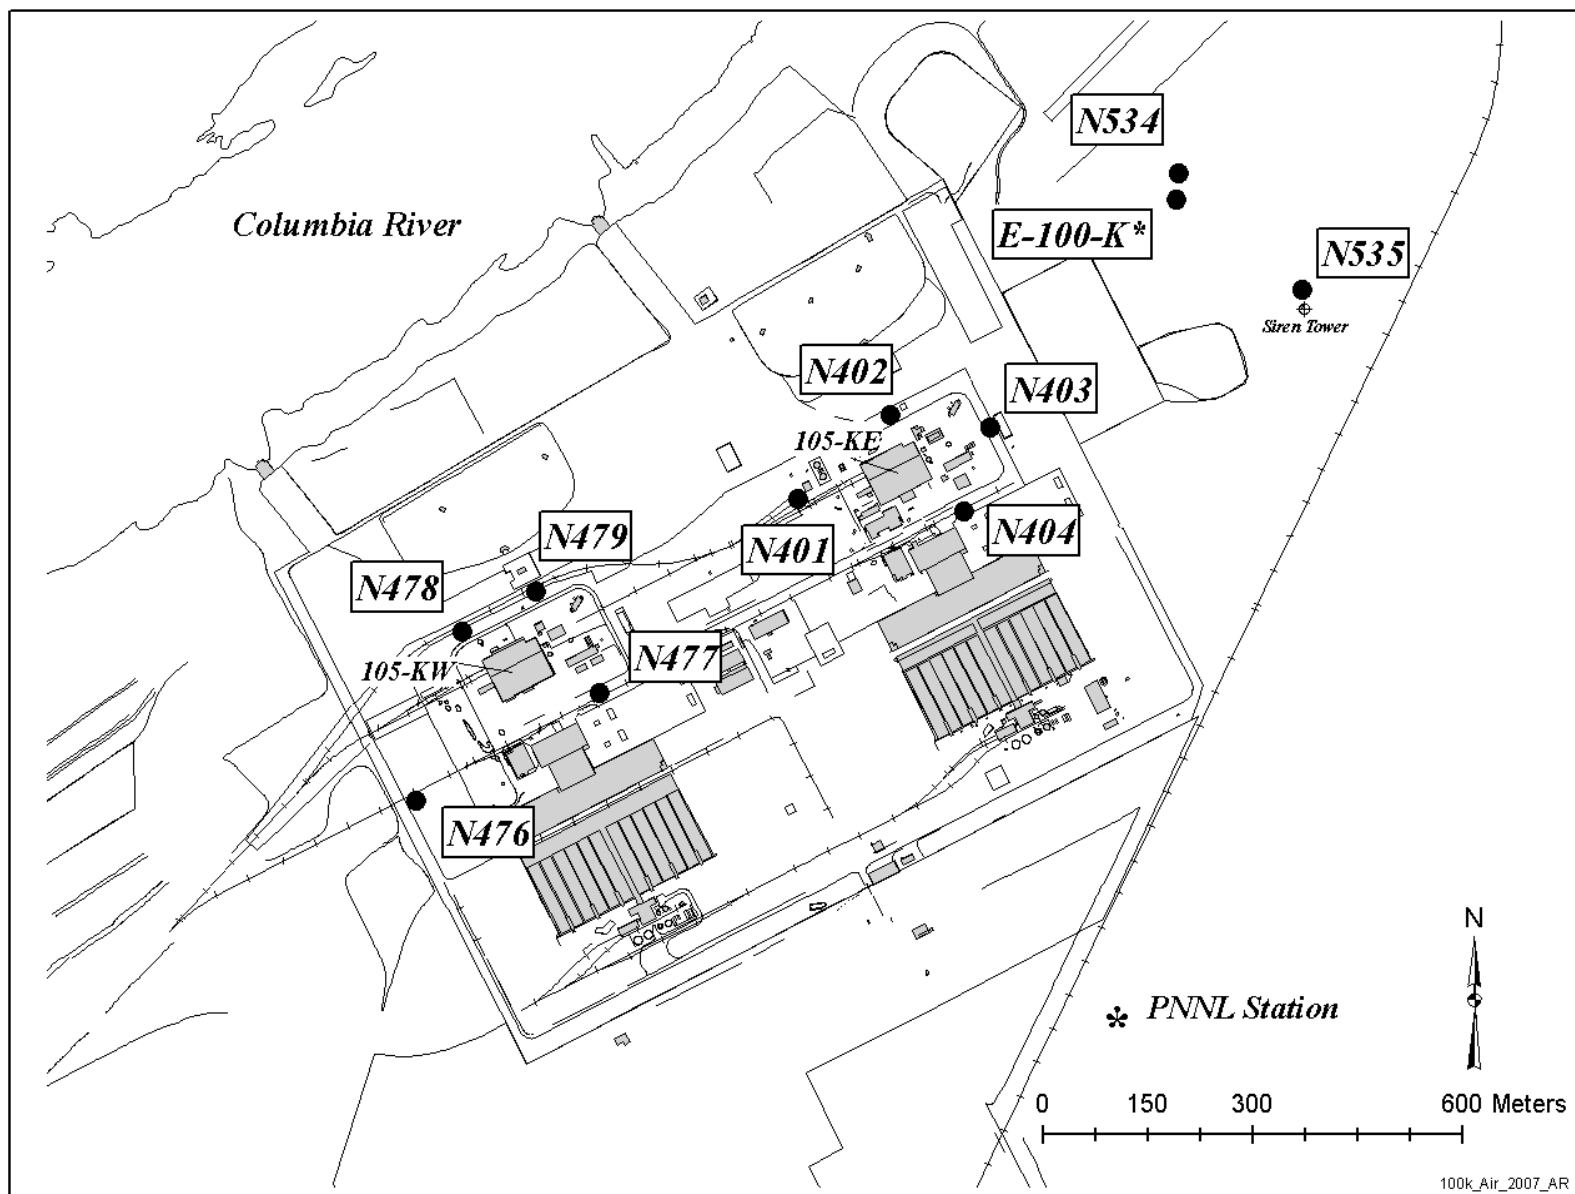 N534
Columbia River
E-100-K*
N535
Siren Tower
N402
N403
105-KE
N401
N404
N479
N478
105-KW
N477
N476
N
* PNNL Station
0 150 300 600 Meters
100k_Air_2007_AR